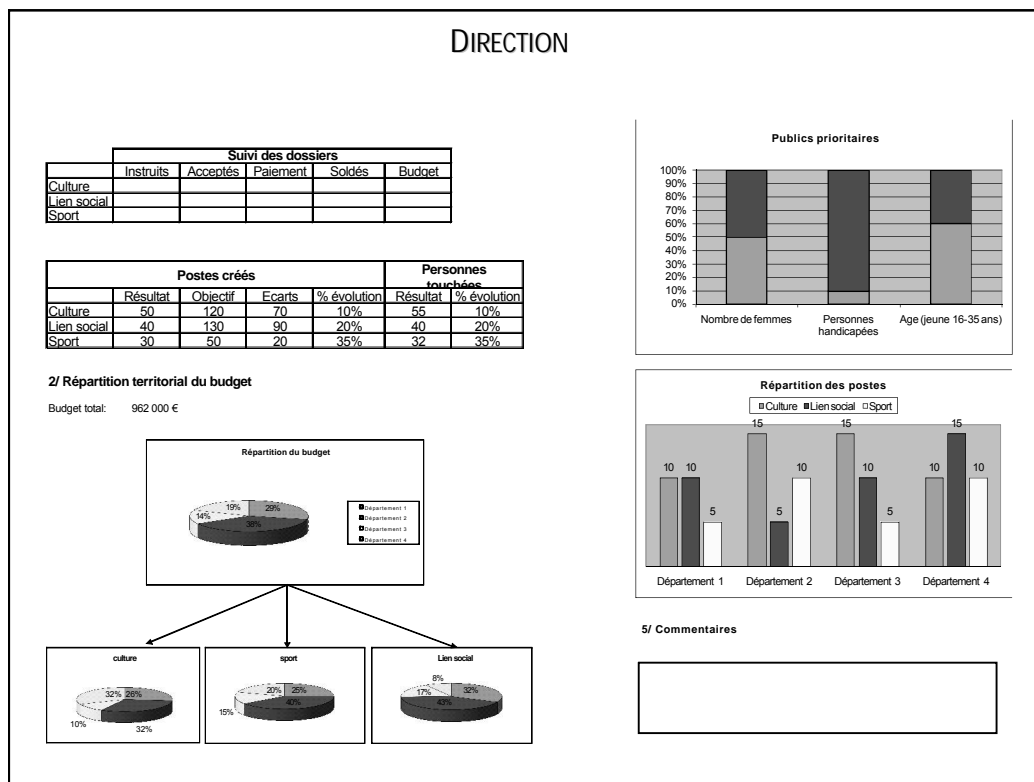 DIRECTION
Suivi des dossiers
Instruits Acceptés Paiement Soldés Budget
Culture
Lien social
Sport
Postes créés Personnes touchées
Résultat Objectif Ecarts % évolution Résultat % évolution
Culture 50 120 70 10% 55 10%
Lien social 40 130 90 20% 40 20%
Sport 30 50 20 35% 32 35%
2/ Répartition territorial du budget
Budget total: 962 000 €
Répartition du budget
19% 29%
14% 38%
Département 1
Département 2
Département 3
Département 4
culture
32% 26%
10% 32%
sport
20% 25%
15% 40%
Lien social
8% 32%
17% 43%
Publics prioritaires
100%
90%
80%
70%
60%
50%
40%
30%
20%
10%
0%
Nombre de femmes Personnes handicapées Age (jeune 16-35 ans)
Répartition des postes
Culture Lien social Sport
10 10 5 15 5 10 15 10 5 10 15 10
Département 1 Département 2 Département 3 Département 4
5/ Commentaires